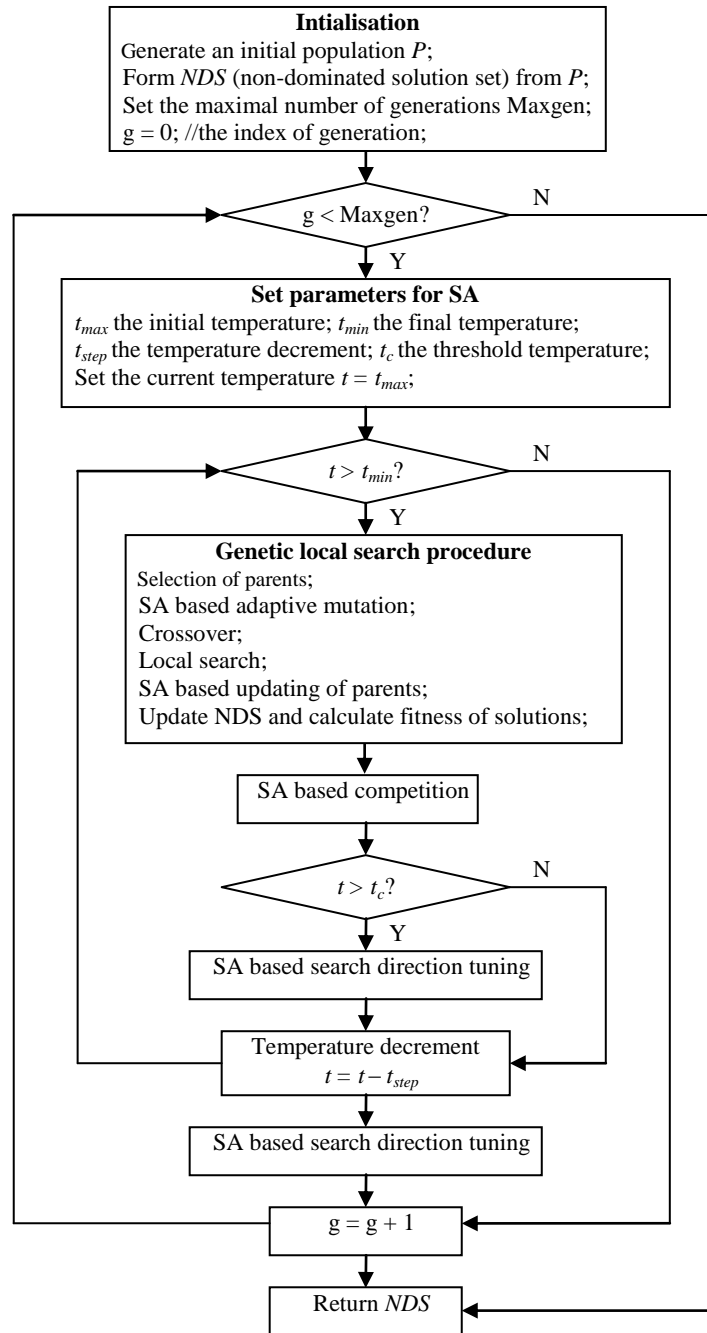 Intialisation
Generate an initial population P;
Form NDS (non-dominated solution set) from P;
Set the maximal number of generations Maxgen;
g = 0; //the index of generation;
g < Maxgen?
N
Y
Set parameters for SA
tmax the initial temperature; tmin the final temperature;
tstep the temperature decrement; tc the threshold temperature;
Set the current temperature t = tmax;
t > tmin?
N
Y
Genetic local search procedure
Selection of parents;
SA based adaptive mutation;
Crossover;
Local search;
SA based updating of parents;
Update NDS and calculate fitness of solutions;
SA based competition
t > tc?
N
Y
SA based search direction tuning
Temperature decrement
t = t – tstep
SA based search direction tuning
g = g + 1
Return NDS